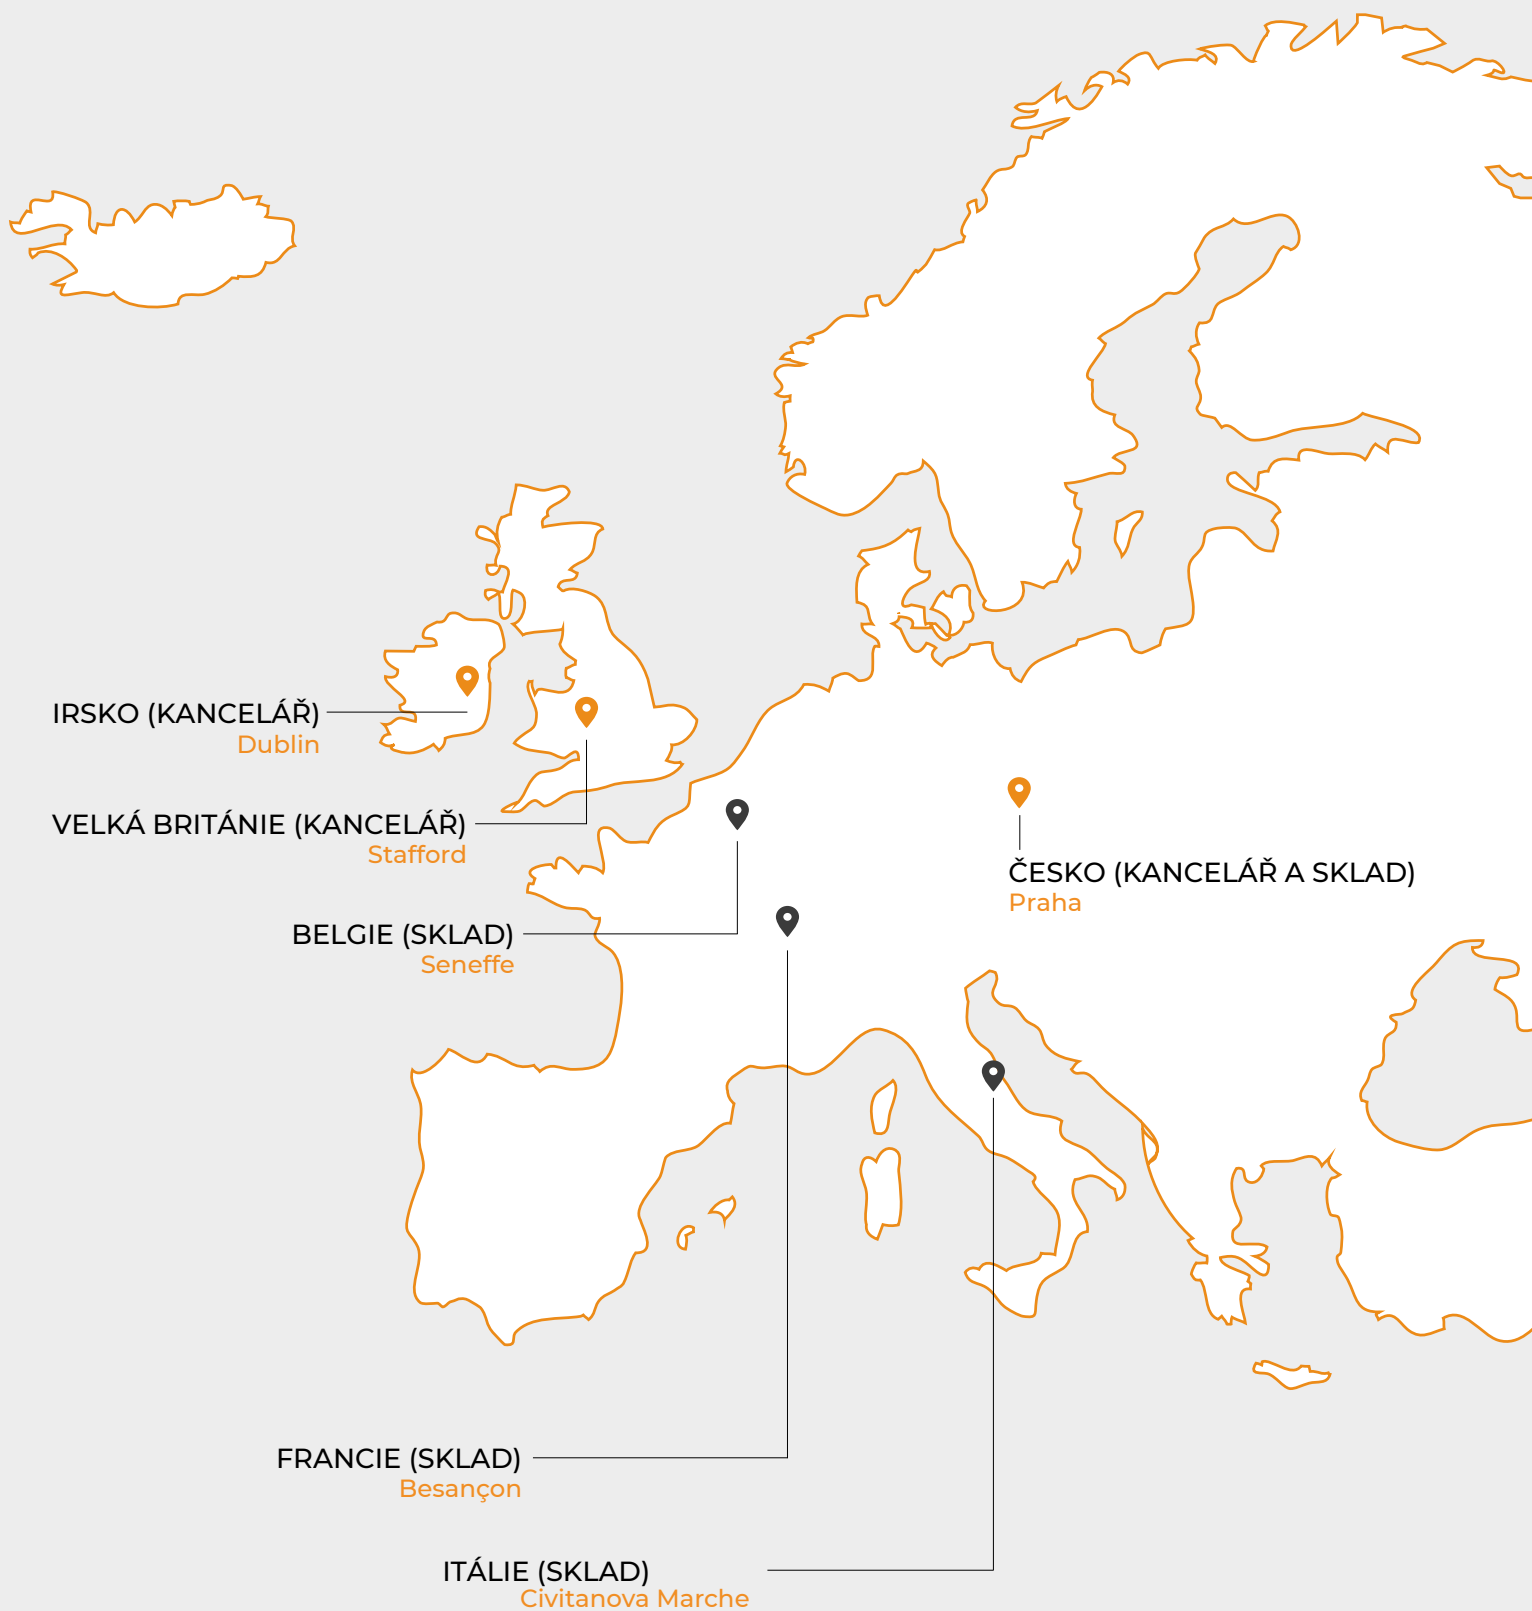 IRSKO (KANCELÁŘ)
Dublin
VELKÁ BRITÁNIE (KANCELÁŘ)
Stafford
ČESKO (KANCELÁŘ A SKLAD)
Praha
BELGIE (SKLAD)
Seneffe
FRANCIE (SKLAD)
Besançon
ITÁLIE (SKLAD)
Civitanova Marche